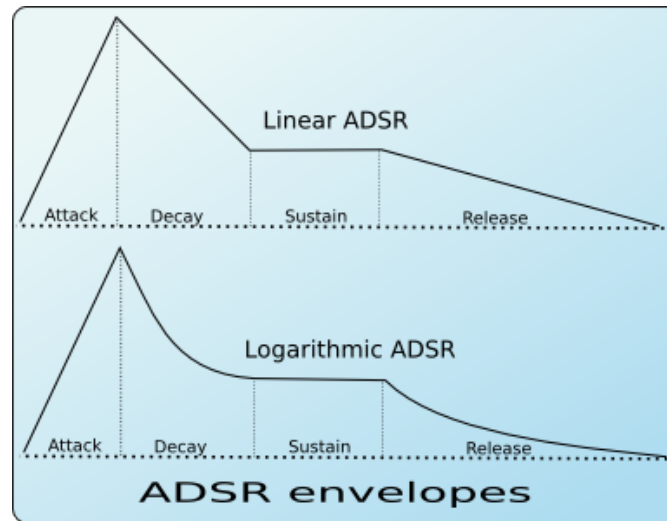 Linear ADSR
Attack Decay Sustain Release
Logarithmic ADSR
Attack Decay Sustain Release
ADSR envelopes